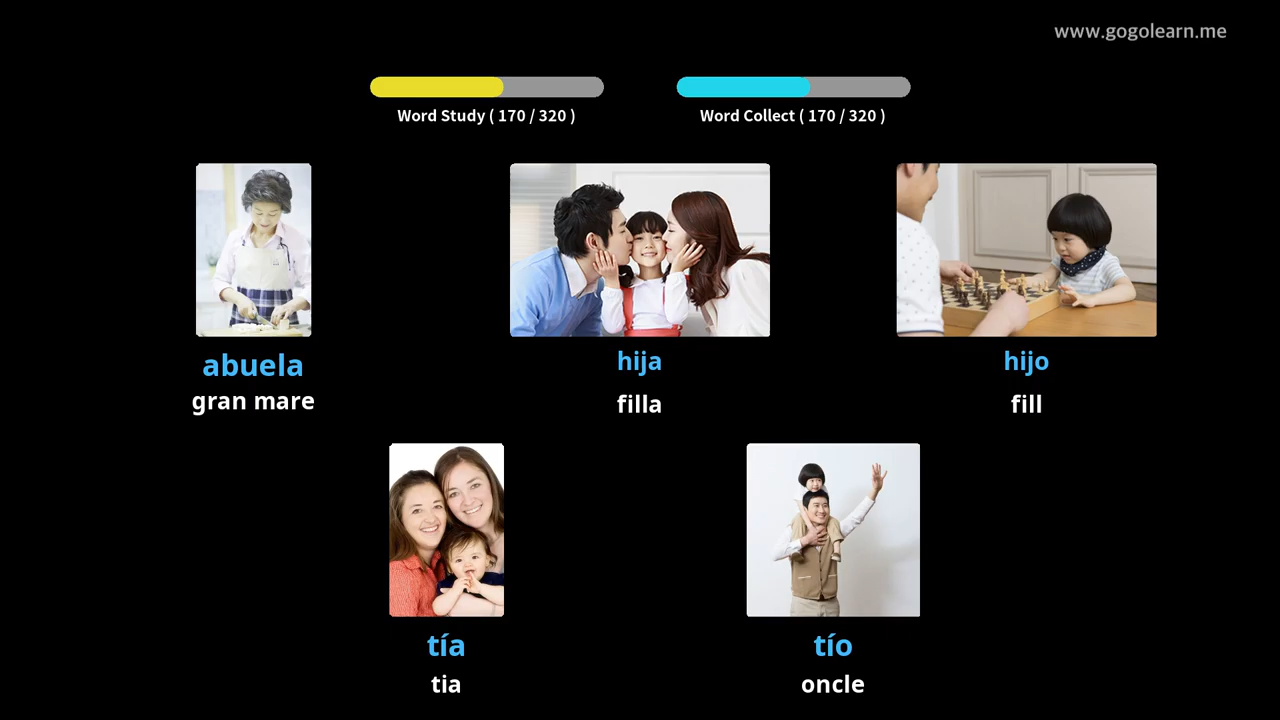 www.gogolearn.me
Word Study ( 170 / 320 )
Word Collect ( 170 / 320 )
abuela
gran mare
hija
filla
hijo
fill
tía
tia
tío
oncle